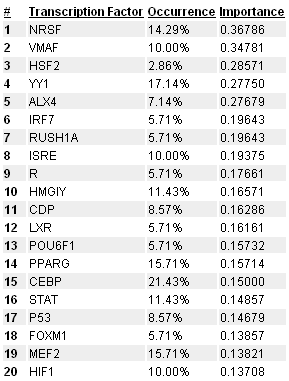 # Transcription Factor Occurrence Importance
1 NRSF 14.29% 0.36786
2 VMAF 10.00% 0.34781
3 HSF2 2.86% 0.28571
4 YY1 17.14% 0.27750
5 ALX4 7.14% 0.27679
6 IRF7 5.71% 0.19643
7 RUSH1A 5.71% 0.19643
8 ISRE 10.00% 0.19375
9 R 5.71% 0.17661
10 HMGIY 11.43% 0.16571
11 CDP 8.57% 0.16286
12 LXR 5.71% 0.16161
13 POU6F1 5.71% 0.15732
14 PPARG 15.71% 0.15714
15 CEBP 21.43% 0.15000
16 STAT 11.43% 0.14857
17 P53 8.57% 0.14679
18 FOXM1 5.71% 0.13857
19 MEF2 15.71% 0.13821
20 HIF1 10.00% 0.13708